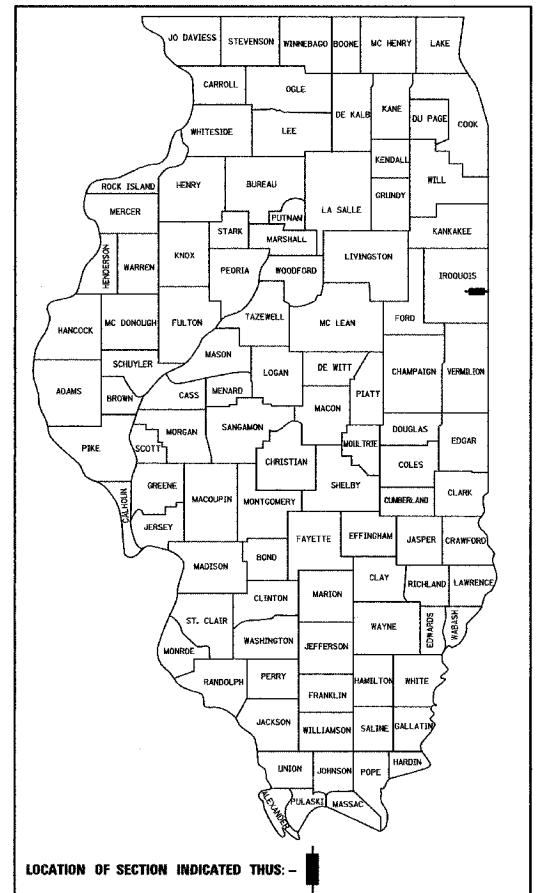 JO DAVIESS STEVENSON WINNEBAGO BOONE MC HENRY LAKE
CARROLL OGLE
DE KALB KANE DU PAGE COOK
WHITESIDE LEE
KENDALL WILL
ROCK ISLAND HENRY BUREAU LA SALLE GRUNDY
MERCER PUTNAN
STARK MARSHALL KANKAKEE
HENDERSON WARREN KNOX PEORIA WOODFORD LIVINGSTON IROQUOIS
HANCOCK MC DONOUGH FULTON TAZEWELL MC LEAN FORD
MASON
SCHUYLER LOGAN DE WITT CHAMPAIGN VERMILION
ADAMS BROWN CASS MENARD MACON PIATT
MORGAN SANGAMON DOUGLAS
PIKE SCOTT CHRISTIAN MOULTRIE COLES EDGAR
GREENE SHELBY
CALHOUN MACOUPIN MONTGOMERY CUMBERLAND CLARK
JERSEY
FAYETTE EFFINGHAM JASPER CRAWFORD
MADISON BOND
CLAY RICHLAND LAWRENCE
CLINTON MARION
ST. CLAIR WAYNE EDWARDS WABASH
WASHINGTON JEFFERSON
MONROE
RANDOLPH PERRY HAMILTON WHITE
FRANKLIN
JACKSON WILLIAMSON SALINE GALLATIN
UNION JOHNSON POPE HARDIN
ALEXANDER PULASKI MASSAC
LOCATION OF SECTION INDICATED THUS: -